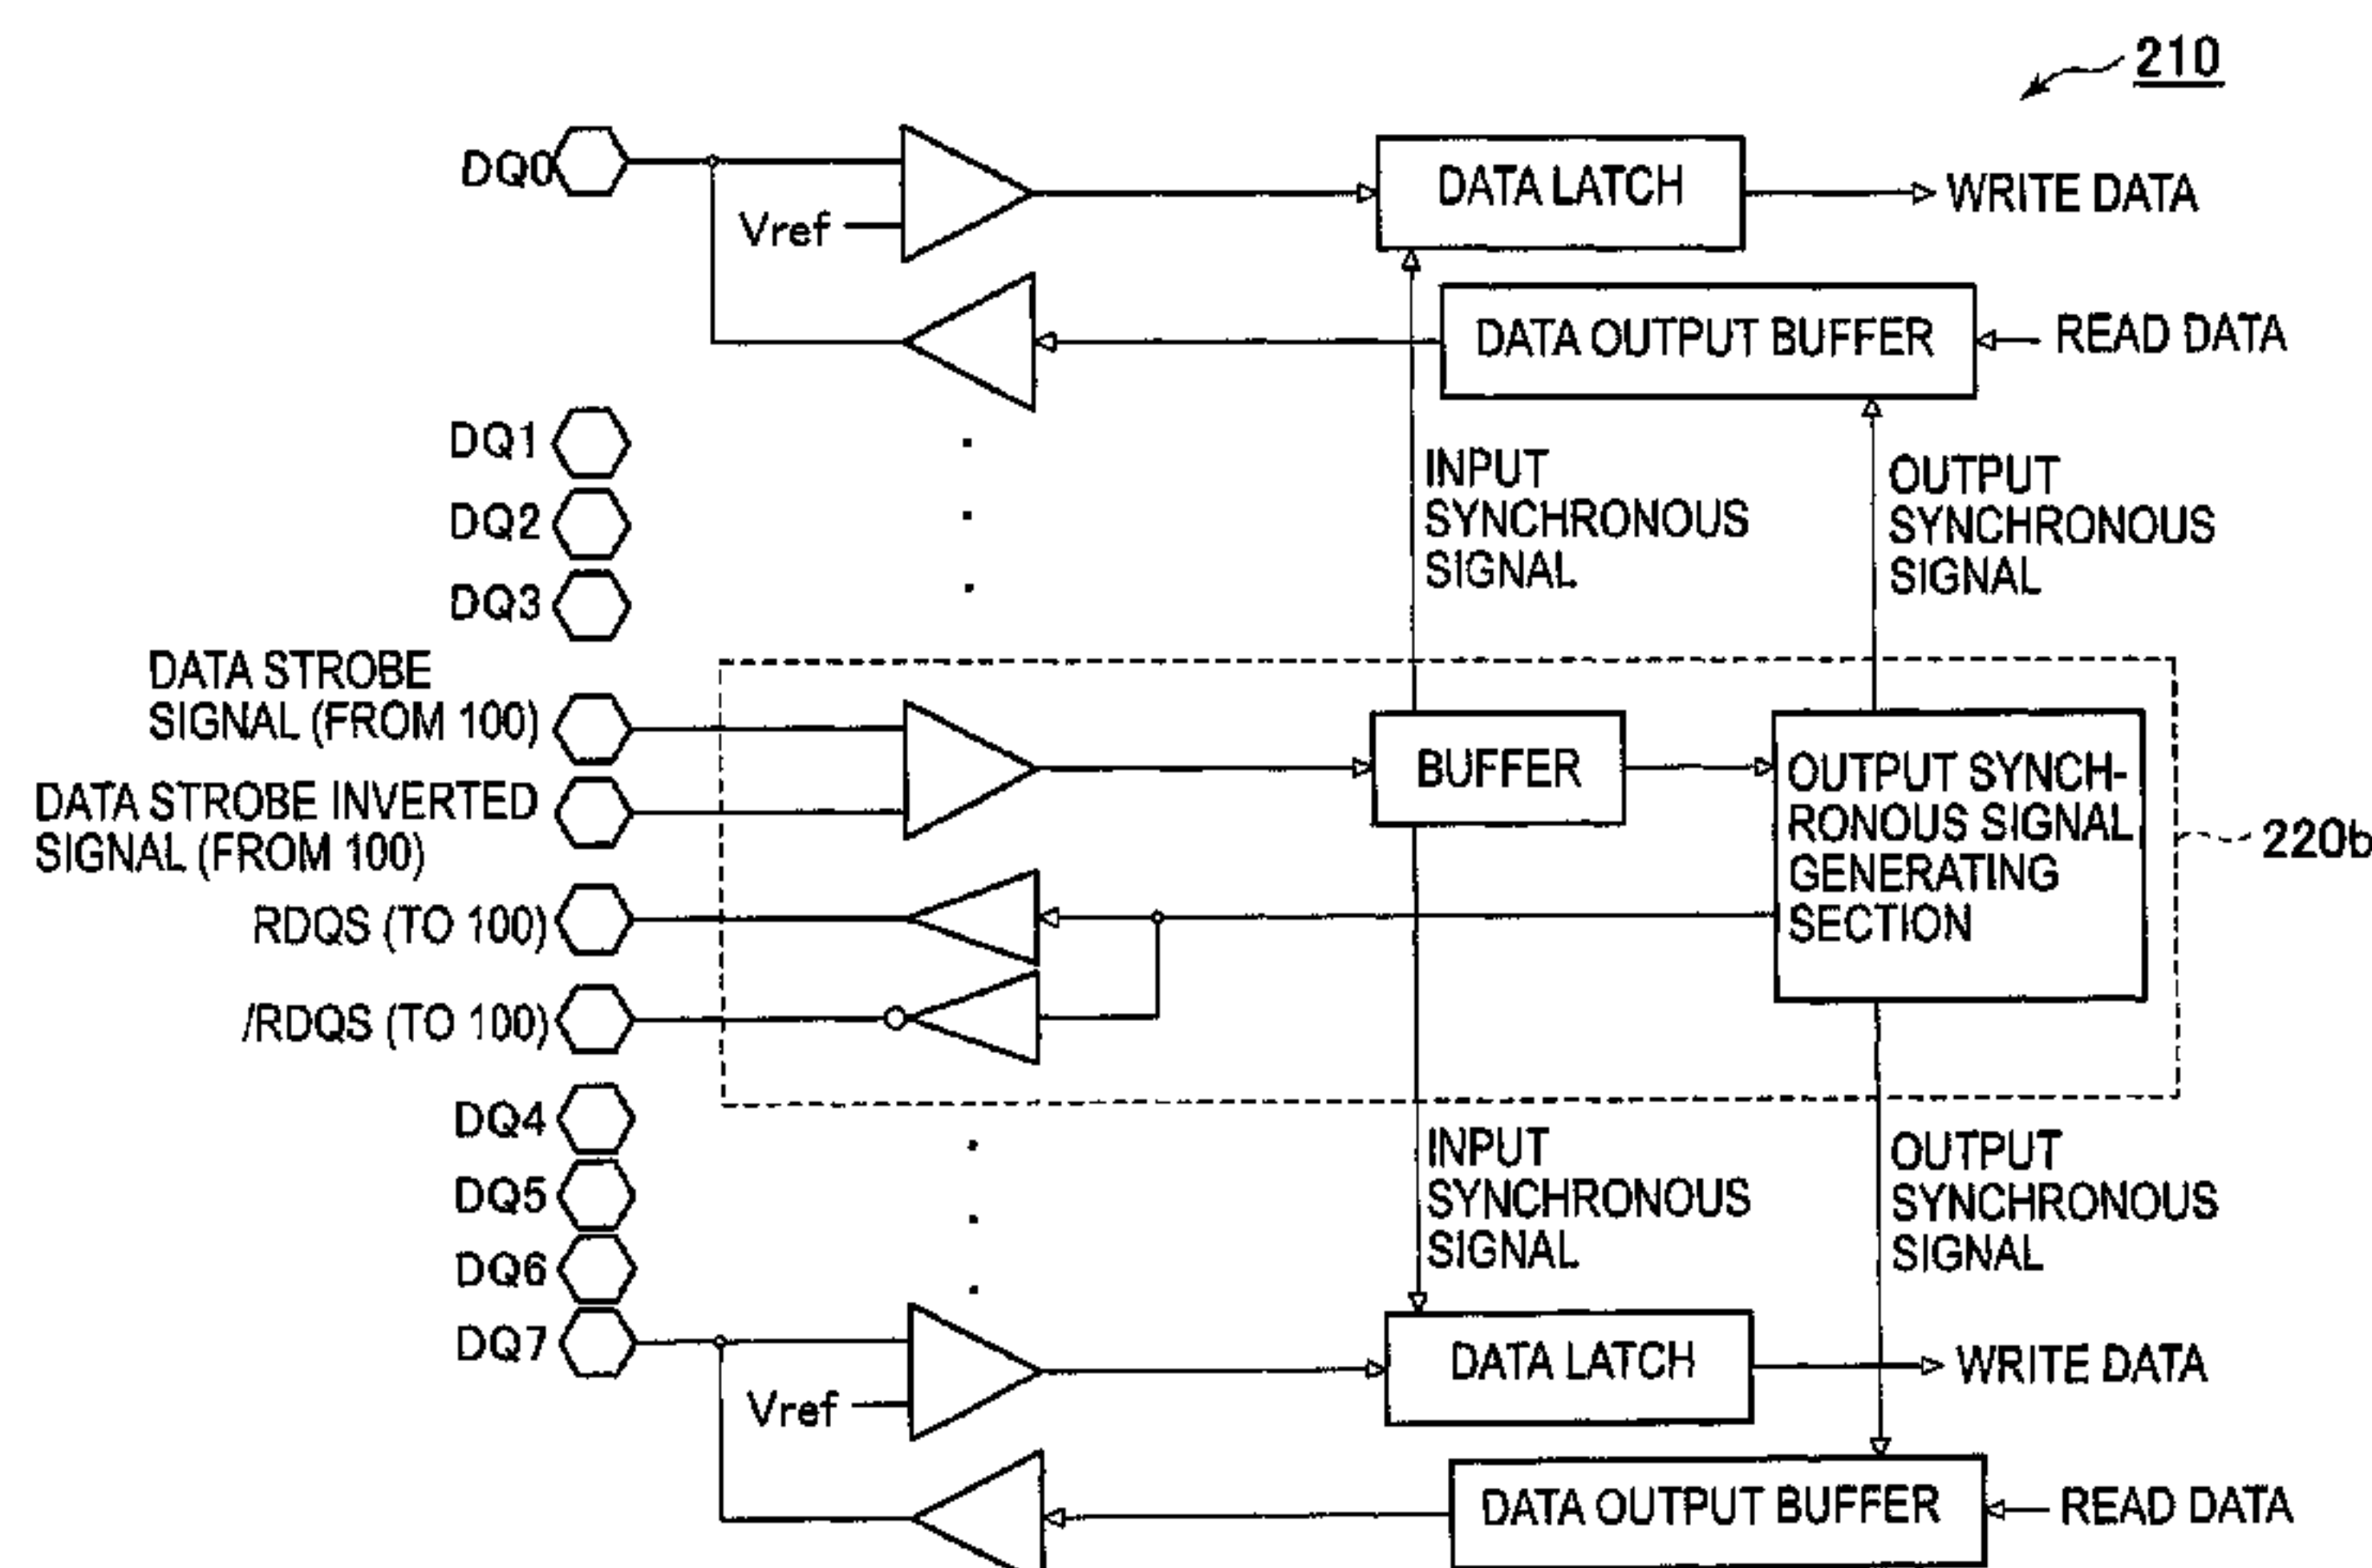 210
DQ0
Vref
DATA LATCH
WRITE DATA
DATA OUTPUT BUFFER
READ DATA
DQ1
DQ2
DQ3
INPUT
SYNCHRONOUS
SIGNAL
OUTPUT
SYNCHRONOUS
SIGNAL
DATA STROBE
SIGNAL (FROM 100)
DATA STROBE INVERTED
SIGNAL (FROM 100)
BUFFER
OUTPUT SYNCH-
RONOUS SIGNAL
GENERATING
SECTION
220b
RDQS (TO 100)
/RDQS (TO 100)
DQ4
DQ5
DQ6
DQ7
INPUT
SYNCHRONOUS
SIGNAL
OUTPUT
SYNCHRONOUS
SIGNAL
Vref
DATA LATCH
WRITE DATA
DATA OUTPUT BUFFER
READ DATA